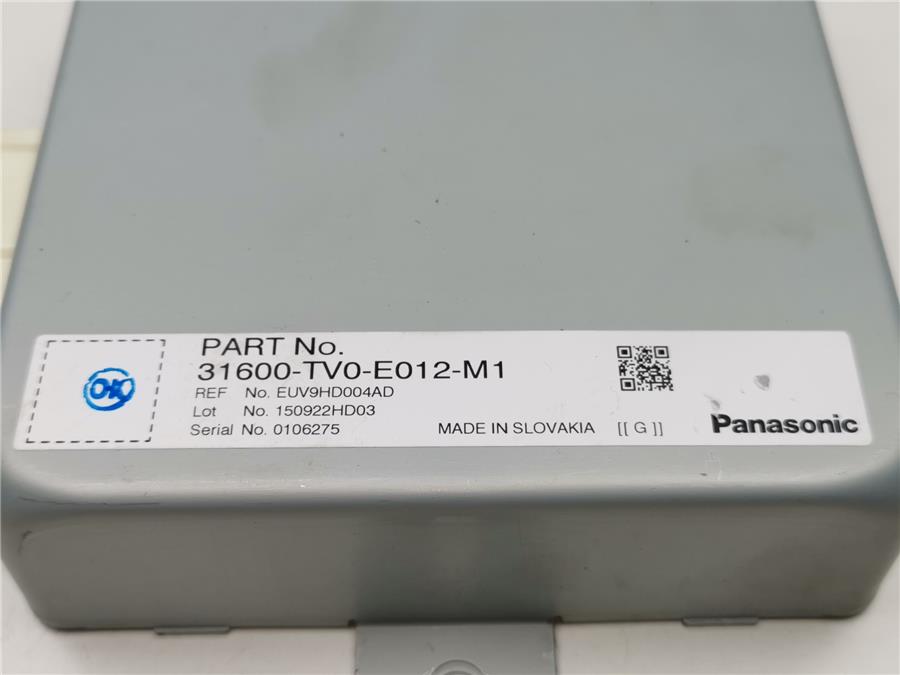 OK
PART No.
31600-TV0-E012-M1
REF No. EUV9HD004AD
Lot No. 150922HD03
Serial No. 0106275
MADE IN SLOVAKIA [[ G ]]
Panasonic